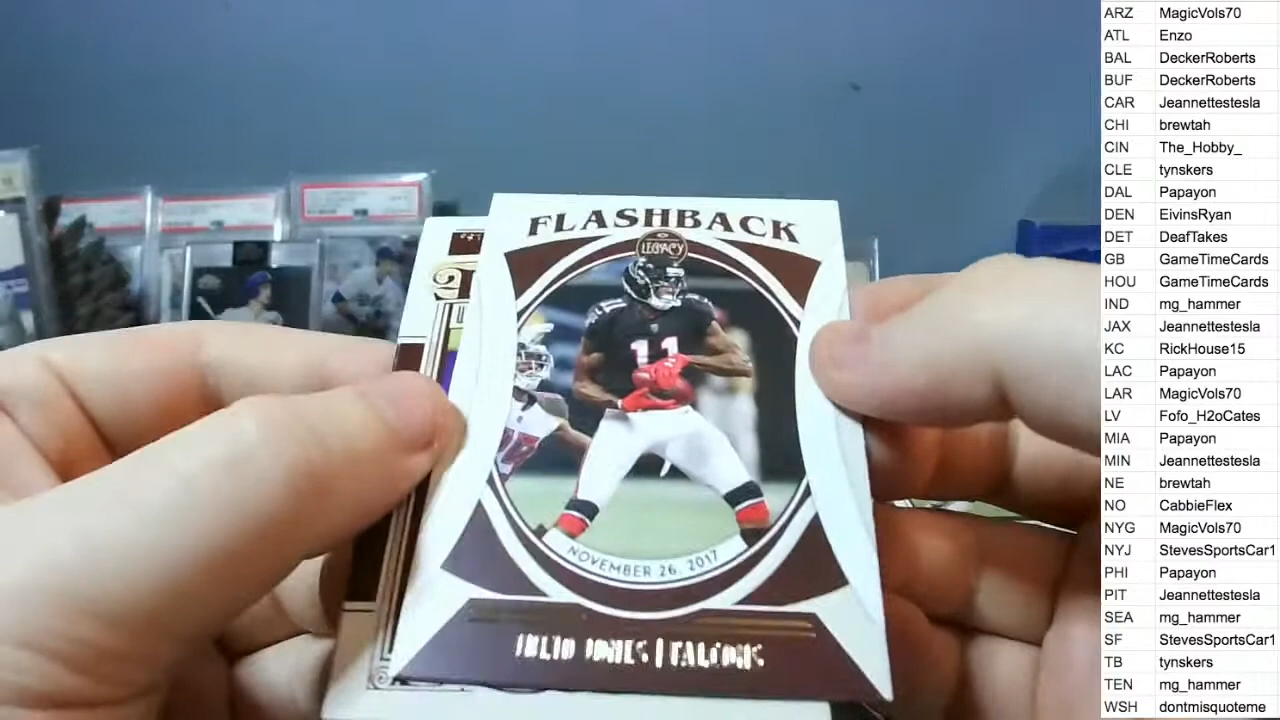 FLASHBACK
LEGACY
11
NOVEMBER 26, 2017
JULIO JONES | FALCONS
ARZ MagicVols70
ATL Enzo
BAL DeckerRoberts
BUF DeckerRoberts
CAR Jeannettestesla
CHI brewtah
CIN The_Hobby_
CLE tynskers
DAL Papayon
DEN EivinsRyan
DET DeafTakes
GB GameTimeCards
HOU GameTimeCards
IND mg_hammer
JAX Jeannettestesla
KC RickHouse15
LAC Papayon
LAR MagicVols70
LV Fofo_H2oCates
MIA Papayon
MIN Jeannettestesla
NE brewtah
NO CabbieFlex
NYG MagicVols70
NYJ StevesSportsCar1
PHI Papayon
PIT Jeannettestesla
SEA mg_hammer
SF StevesSportsCar1
TB tynskers
TEN mg_hammer
WSH dontmisquoteme